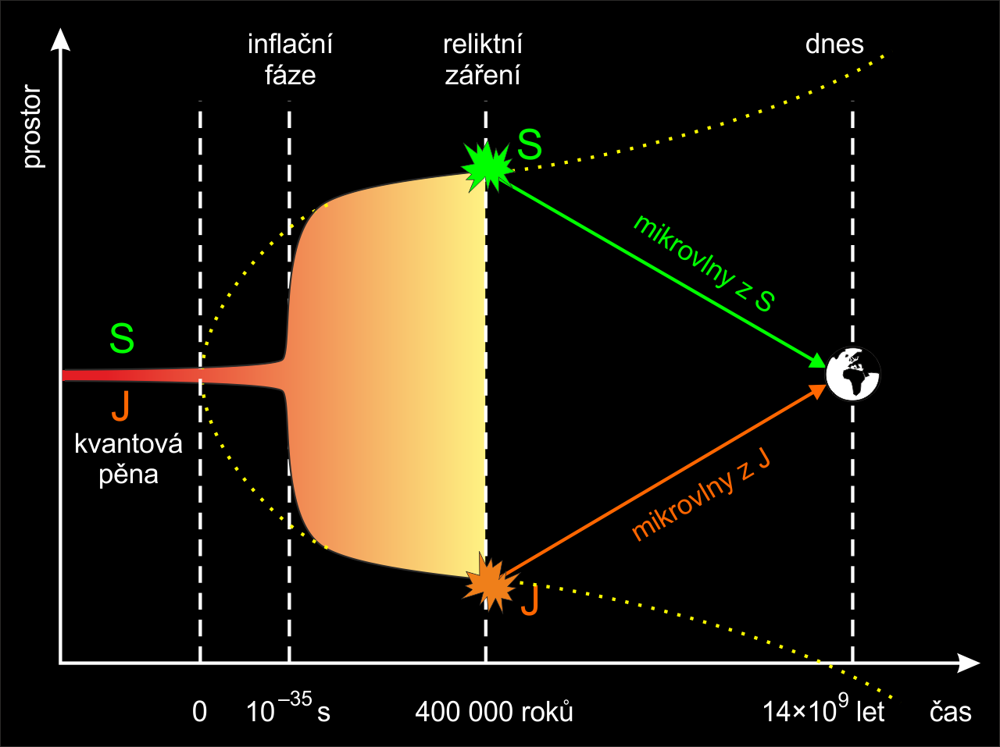 inflační
fáze
reliktní
záření
dnes
prostor
S
mikrovlny z S
S
J
kvantová
pěna
mikrovlny z J
J
0
10⁻³⁵ s
400 000 roků
14×10⁹ let
čas